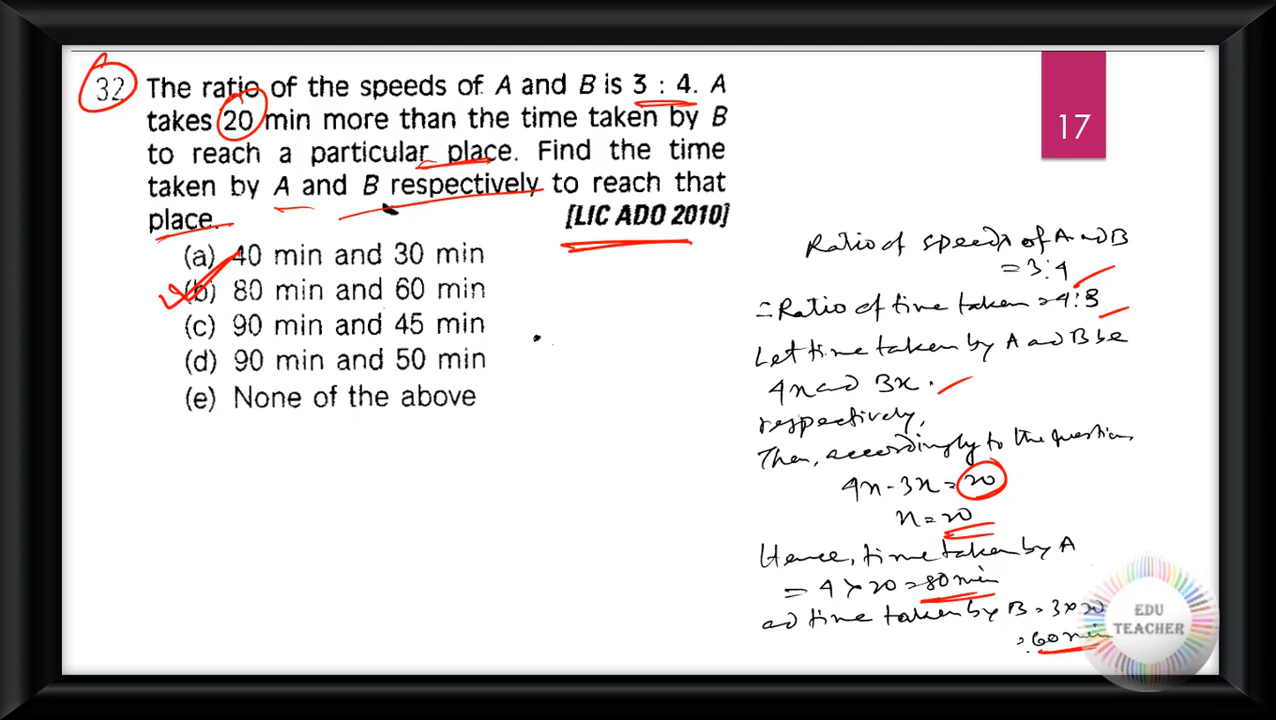 32
The ratio of the speeds of A and B is 3 : 4. A
takes 20 min more than the time taken by B
to reach a particular place. Find the time
taken by A and B respectively to reach that
place.
[LIC ADO 2010]
(a) 40 min and 30 min
(b) 80 min and 60 min
(c) 90 min and 45 min
(d) 90 min and 50 min
(e) None of the above
17
Ratio of speeds of A and B
= 3:4
∴ Ratio of time taken = 4:3
Let time taken by A and B be
4x and 3x.
respectively,
Then, accordingly to the question,
4x - 3x = 20
x = 20
Hence, time taken by A
= 4 × 20 = 80 min
ad time taken by B = 3 × 20
= 60 min
EDU
TEACHER